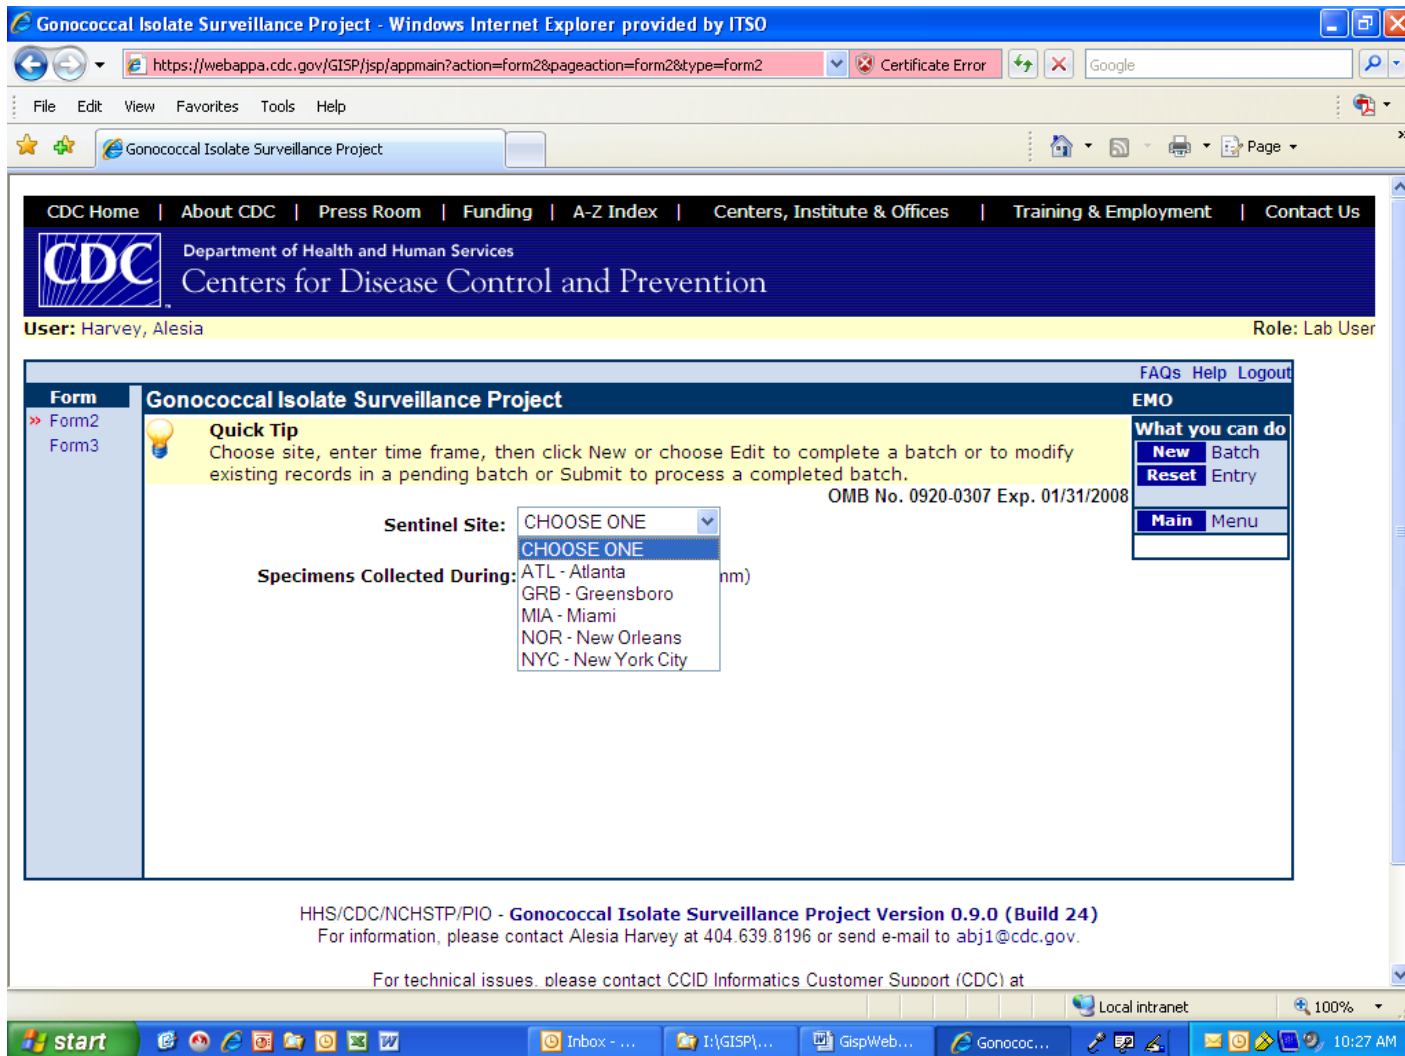 Gonococcal Isolate Surveillance Project - Windows Internet Explorer provided by ITSO
https://webappa.cdc.gov/GISP/jsp/appmain?action=form2&pageaction=form2&type=form2 Certificate Error Google
File Edit View Favorites Tools Help
Gonococcal Isolate Surveillance Project Page
CDC Home | About CDC | Press Room | Funding | A-Z Index | Centers, Institute & Offices | Training & Employment | Contact Us
CDC Department of Health and Human Services
Centers for Disease Control and Prevention
User: Harvey, Alesia Role: Lab User
FAQs Help Logout
Form Gonococcal Isolate Surveillance Project EMO
» Form2 Quick Tip What you can do
Form3 Choose site, enter time frame, then click New or choose Edit to complete a batch or to modify New Batch
existing records in a pending batch or Submit to process a completed batch. Reset Entry
OMB No. 0920-0307 Exp. 01/31/2008
Sentinel Site: CHOOSE ONE Main Menu
CHOOSE ONE
Specimens Collected During: ATL - Atlanta mm)
GRB - Greensboro
MIA - Miami
NOR - New Orleans
NYC - New York City
HHS/CDC/NCHSTP/PIO - Gonococcal Isolate Surveillance Project Version 0.9.0 (Build 24)
For information, please contact Alesia Harvey at 404.639.8196 or send e-mail to abj1@cdc.gov.
For technical issues, please contact CCID Informatics Customer Support (CDC) at
Local intranet 100%
start Inbox - ... I:\GISP\... GispWeb... Gonococ... 10:27 AM